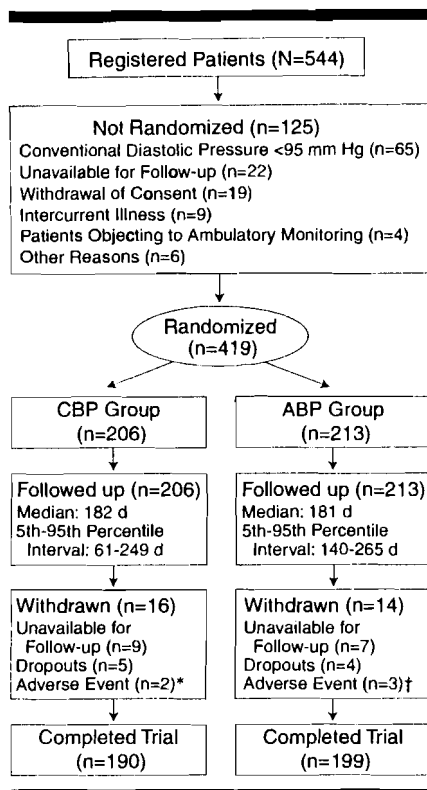 Registered Patients (N=544)
Not Randomized (n=125)
Conventional Diastolic Pressure <95 mm Hg (n=65)
Unavailable for Follow-up (n=22)
Withdrawal of Consent (n=19)
Intercurrent Illness (n=9)
Patients Objecting to Ambulatory Monitoring (n=4)
Other Reasons (n=6)
Randomized
(n=419)
CBP Group
(n=206)
Followed up (n=206)
Median: 182 d
5th-95th Percentile
Interval: 61-249 d
Withdrawn (n=16)
Unavailable for
Follow-up (n=9)
Dropouts (n=5)
Adverse Event (n=2)*
Completed Trial
(n=190)
ABP Group
(n=213)
Followed up (n=213)
Median: 181 d
5th-95th Percentile
Interval: 140-265 d
Withdrawn (n=14)
Unavailable for
Follow-up (n=7)
Dropouts (n=4)
Adverse Event (n=3)†
Completed Trial
(n=199)